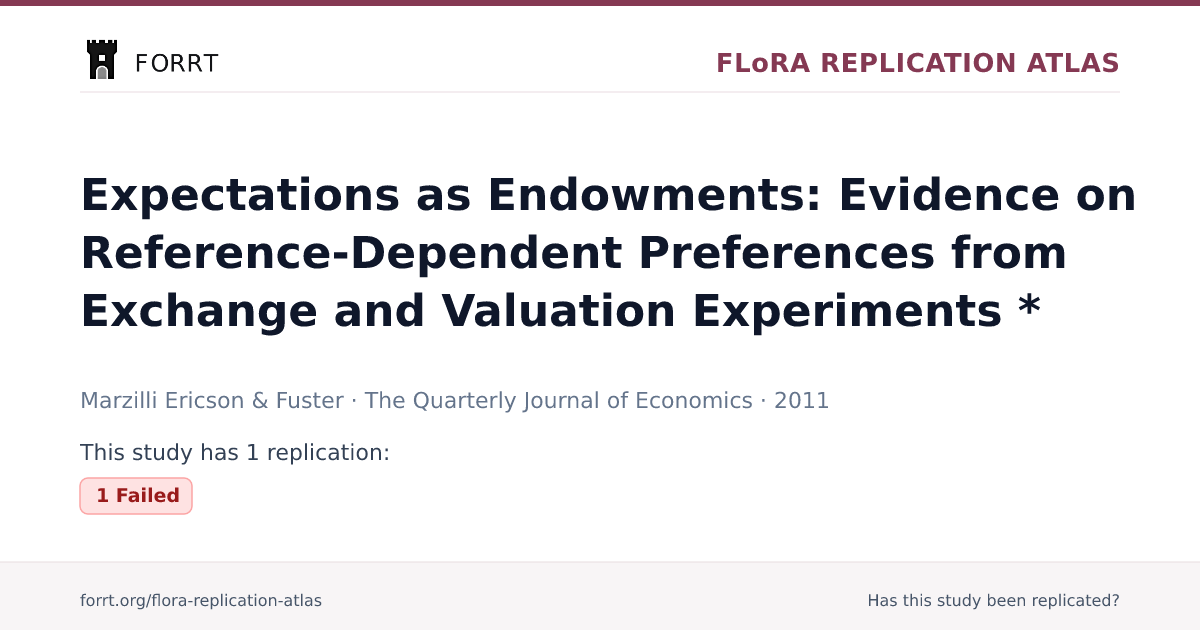 FORRT
FLoRA REPLICATION ATLAS
Expectations as Endowments: Evidence on
Reference-Dependent Preferences from
Exchange and Valuation Experiments *
Marzilli Ericson & Fuster · The Quarterly Journal of Economics · 2011
This study has 1 replication:
1 Failed
forrt.org/flora-replication-atlas
Has this study been replicated?